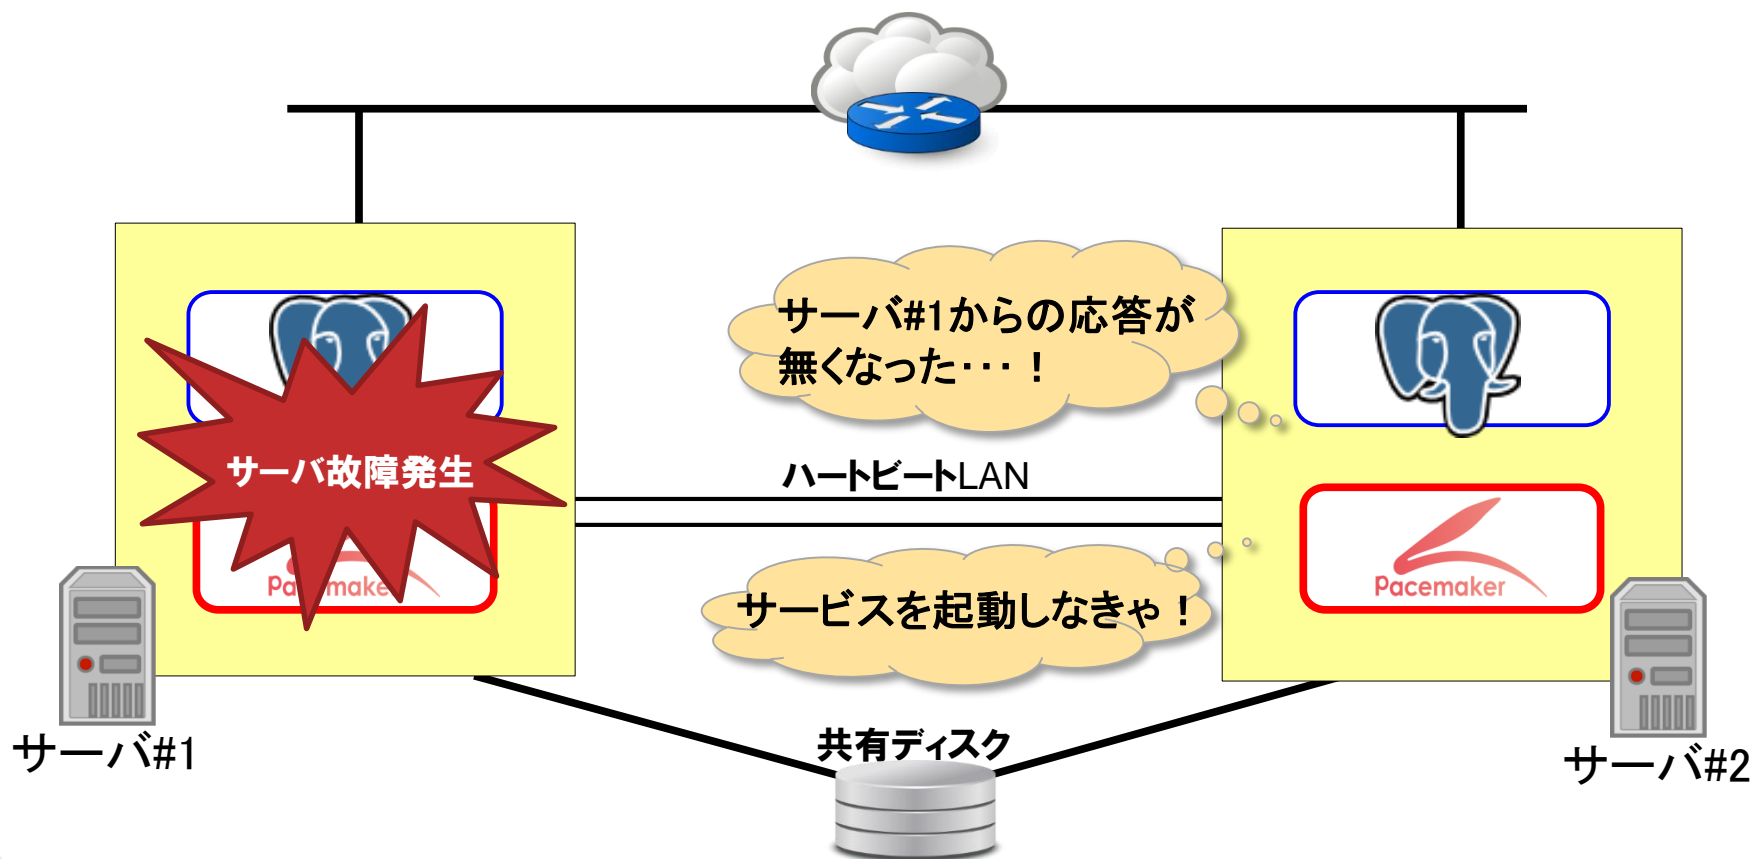 サーバ#1からの応答が
無くなった・・・！
サーバ故障発生
ハートビートLAN
Pacemaker
Pacemaker
サービスを起動しなきゃ！
サーバ#1
共有ディスク
サーバ#2